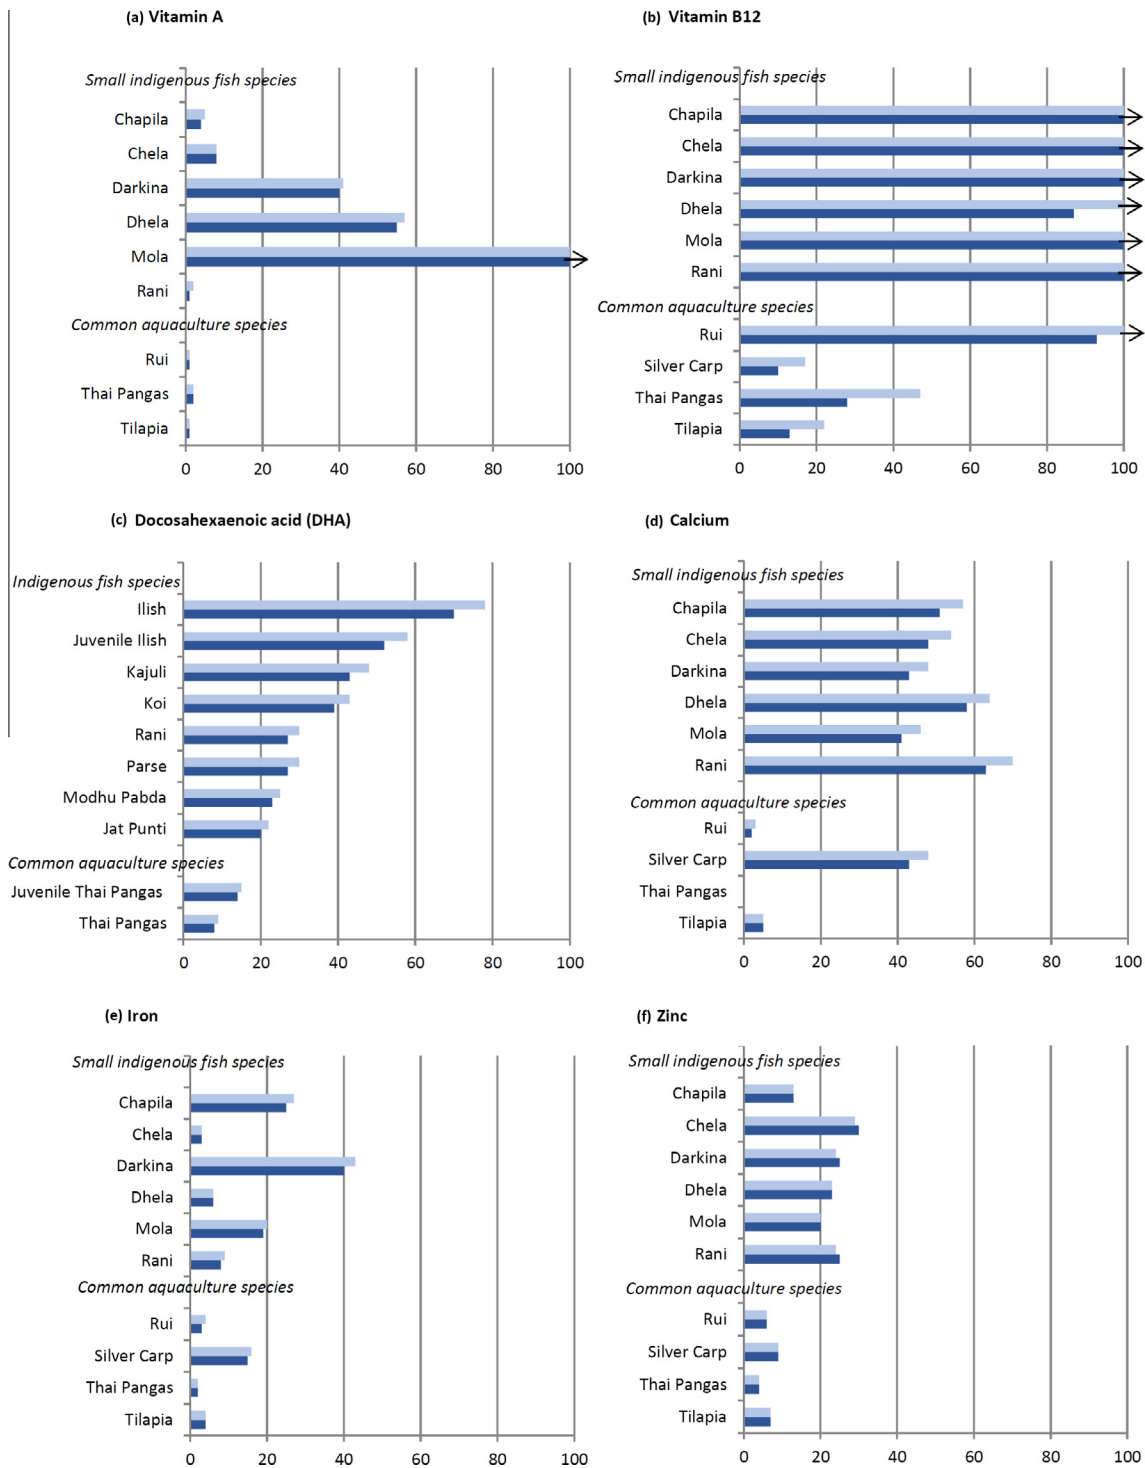 (a) Vitamin A
Small indigenous fish species
Chapila
Chela
Darkina
Dhela
Mola
Rani
Common aquaculture species
Rui
Thai Pangas
Tilapia
0 20 40 60 80 100
(b) Vitamin B12
Small indigenous fish species
Chapila
Chela
Darkina
Dhela
Mola
Rani
Common aquaculture species
Rui
Silver Carp
Thai Pangas
Tilapia
0 20 40 60 80 100
(c) Docosahexaenoic acid (DHA)
Indigenous fish species
Ilish
Juvenile Ilish
Kajuli
Koi
Rani
Parse
Modhu Pabda
Jat Punti
Common aquaculture species
Juvenile Thai Pangas
Thai Pangas
0 20 40 60 80 100
(d) Calcium
Small indigenous fish species
Chapila
Chela
Darkina
Dhela
Mola
Rani
Common aquaculture species
Rui
Silver Carp
Thai Pangas
Tilapia
0 20 40 60 80 100
(e) Iron
Small indigenous fish species
Chapila
Chela
Darkina
Dhela
Mola
Rani
Common aquaculture species
Rui
Silver Carp
Thai Pangas
Tilapia
0 20 40 60 80 100
(f) Zinc
Small indigenous fish species
Chapila
Chela
Darkina
Dhela
Mola
Rani
Common aquaculture species
Rui
Silver Carp
Thai Pangas
Tilapia
0 20 40 60 80 100